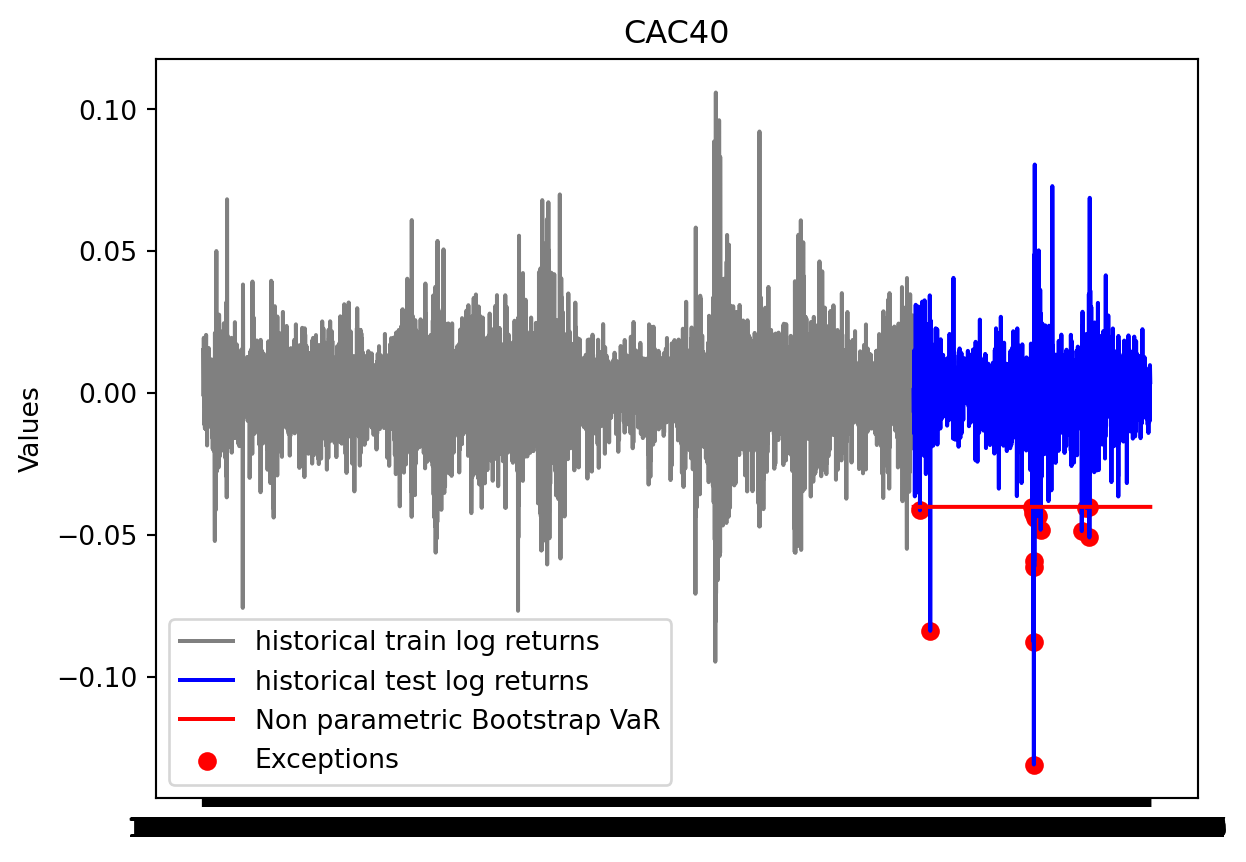 CAC40
0.10
0.05
0.00
−0.05
−0.10
Values
historical train log returns
historical test log returns
Non parametric Bootstrap VaR
Exceptions